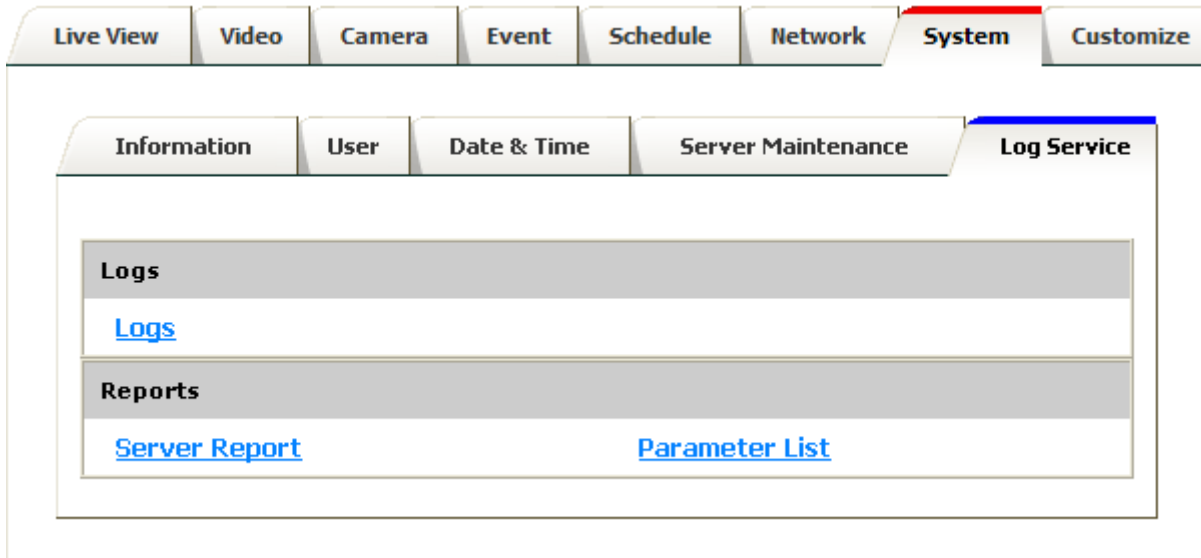 Live View Video Camera Event Schedule Network System Customize
Information User Date & Time Server Maintenance Log Service
Logs
Logs
Reports
Server Report Parameter List